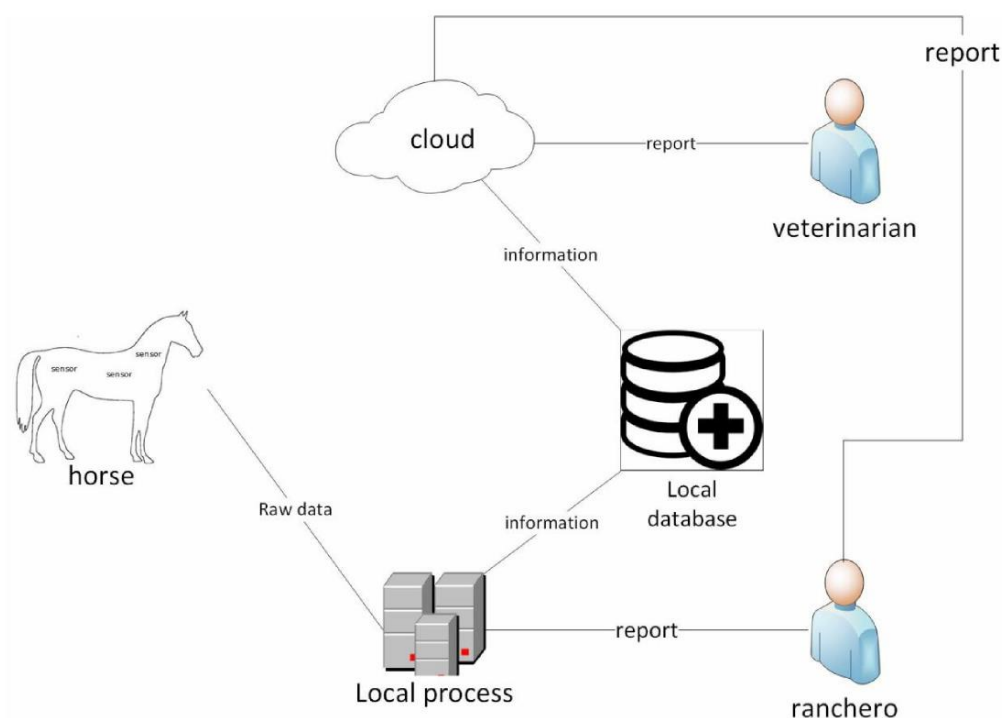 report
cloud
report
veterinarian
information
sensor
sensor
sensor
horse
Raw data
Local
database
information
report
Local process
ranchero